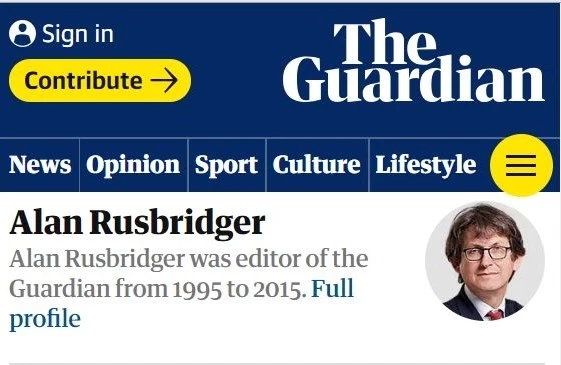 Sign in
Contribute
The
Guardian
News Opinion Sport Culture Lifestyle
Alan Rusbridger
Alan Rusbridger was editor of the
Guardian from 1995 to 2015. Full
profile